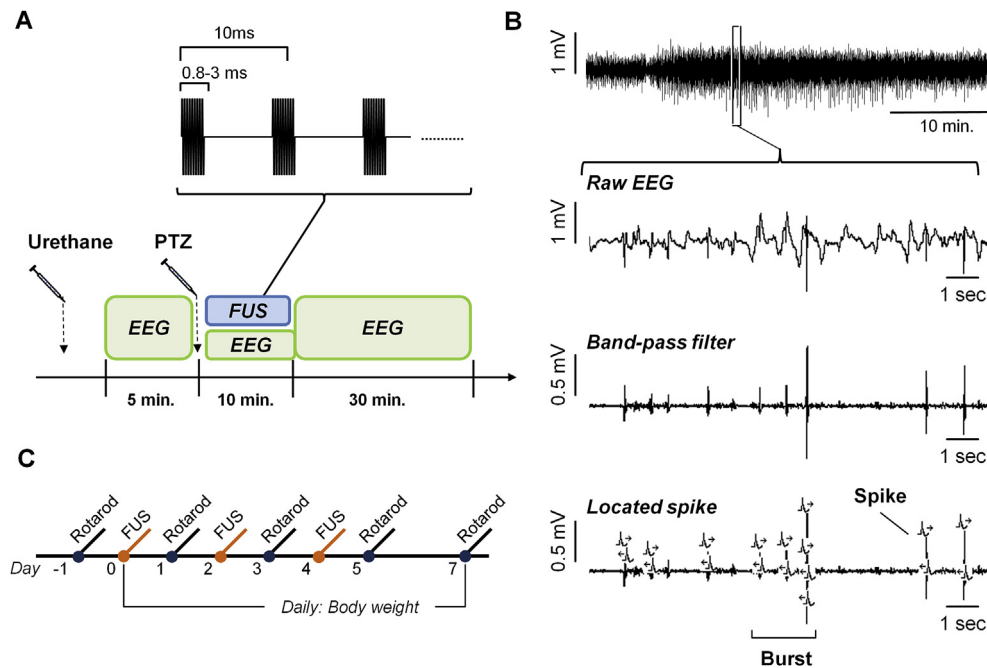 A
10ms
0.8-3 ms
Urethane
PTZ
FUS
EEG
EEG
EEG
5 min.
10 min.
30 min.
B
1 mV
10 min.
Raw EEG
1 mV
1 sec
Band-pass filter
0.5 mV
1 sec
Located spike
Spike
0.5 mV
1 sec
Burst
C
Rotarod
FUS
Rotarod
FUS
Rotarod
FUS
Rotarod
Rotarod
Day -1 0 1 2 3 4 5 7
Daily: Body weight